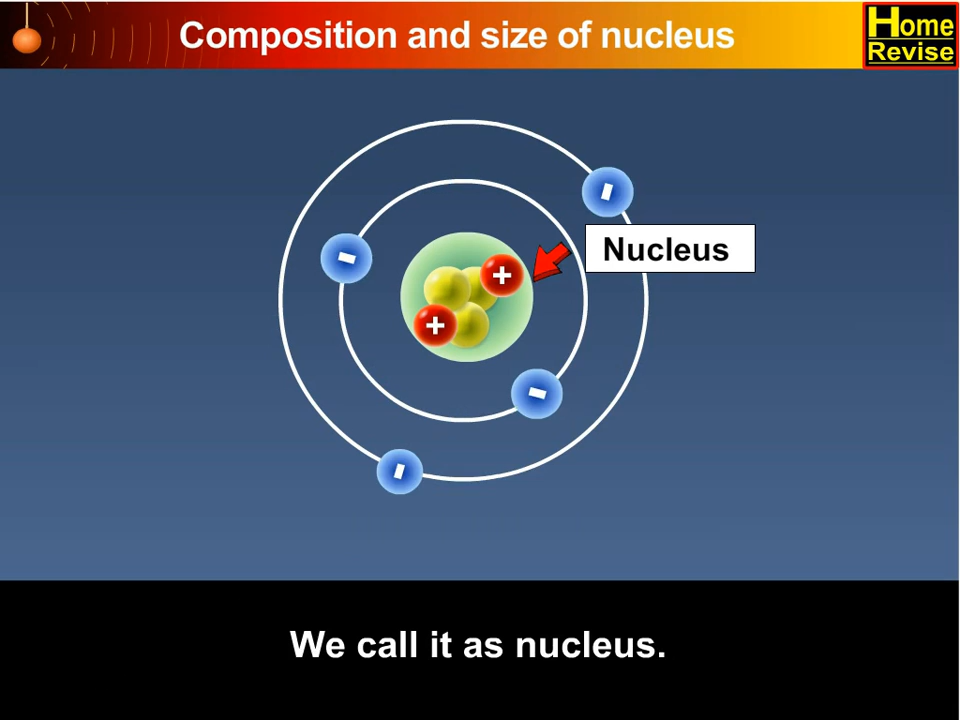 Composition and size of nucleus
Home
Revise
-
Nucleus
-
+
+
-
-
We call it as nucleus.